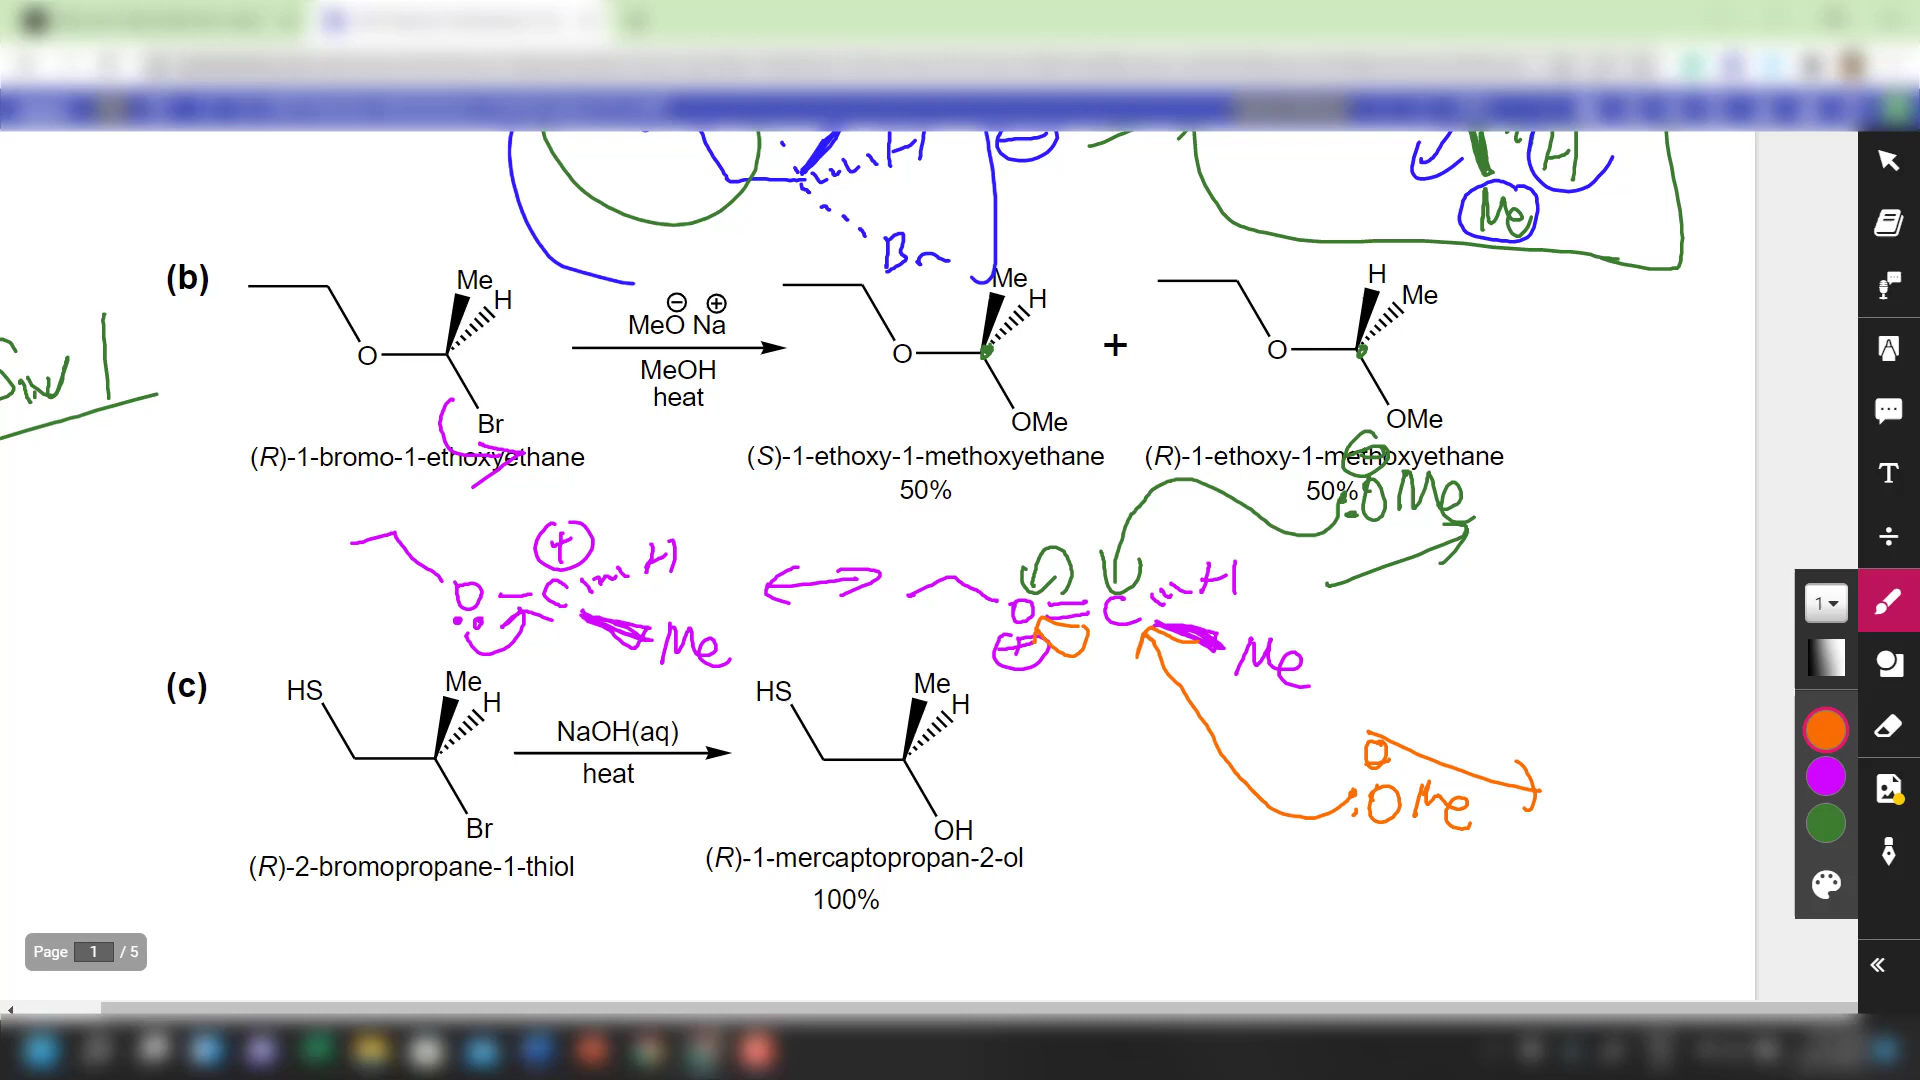 H
Me
Br
(b)
Me
H
O
Br
⊖ ⊕
MeO Na
MeOH
heat
Me
H
O
OMe
+
H
Me
O
OMe
(R)-1-bromo-1-ethoxyethane
(S)-1-ethoxy-1-methoxyethane
(R)-1-ethoxy-1-methoxyethane
50%
50%
⊖
:OMe
⊕
O–C H
Me
O=C H
⊕
Me
(c)
HS
Me
H
Br
NaOH(aq)
heat
HS
Me
H
OH
:OMe
(R)-2-bromopropane-1-thiol
(R)-1-mercaptopropan-2-ol
100%
Page 1 / 5
1
T